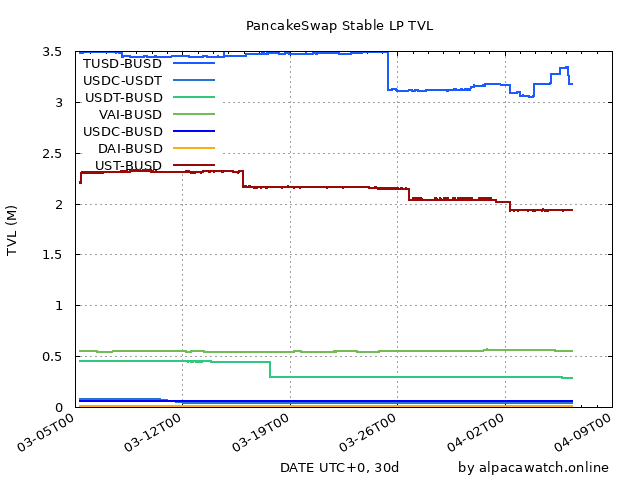 PancakeSwap Stable LP TVL
3.5
3
2.5
2
1.5
1
0.5
0
TVL (M)
TUSD-BUSD
USDC-USDT
USDT-BUSD
VAI-BUSD
USDC-BUSD
DAI-BUSD
UST-BUSD
03-05T00
03-12T00
03-19T00
03-26T00
04-02T00
04-09T00
DATE UTC+0, 30d
by alpacawatch.online